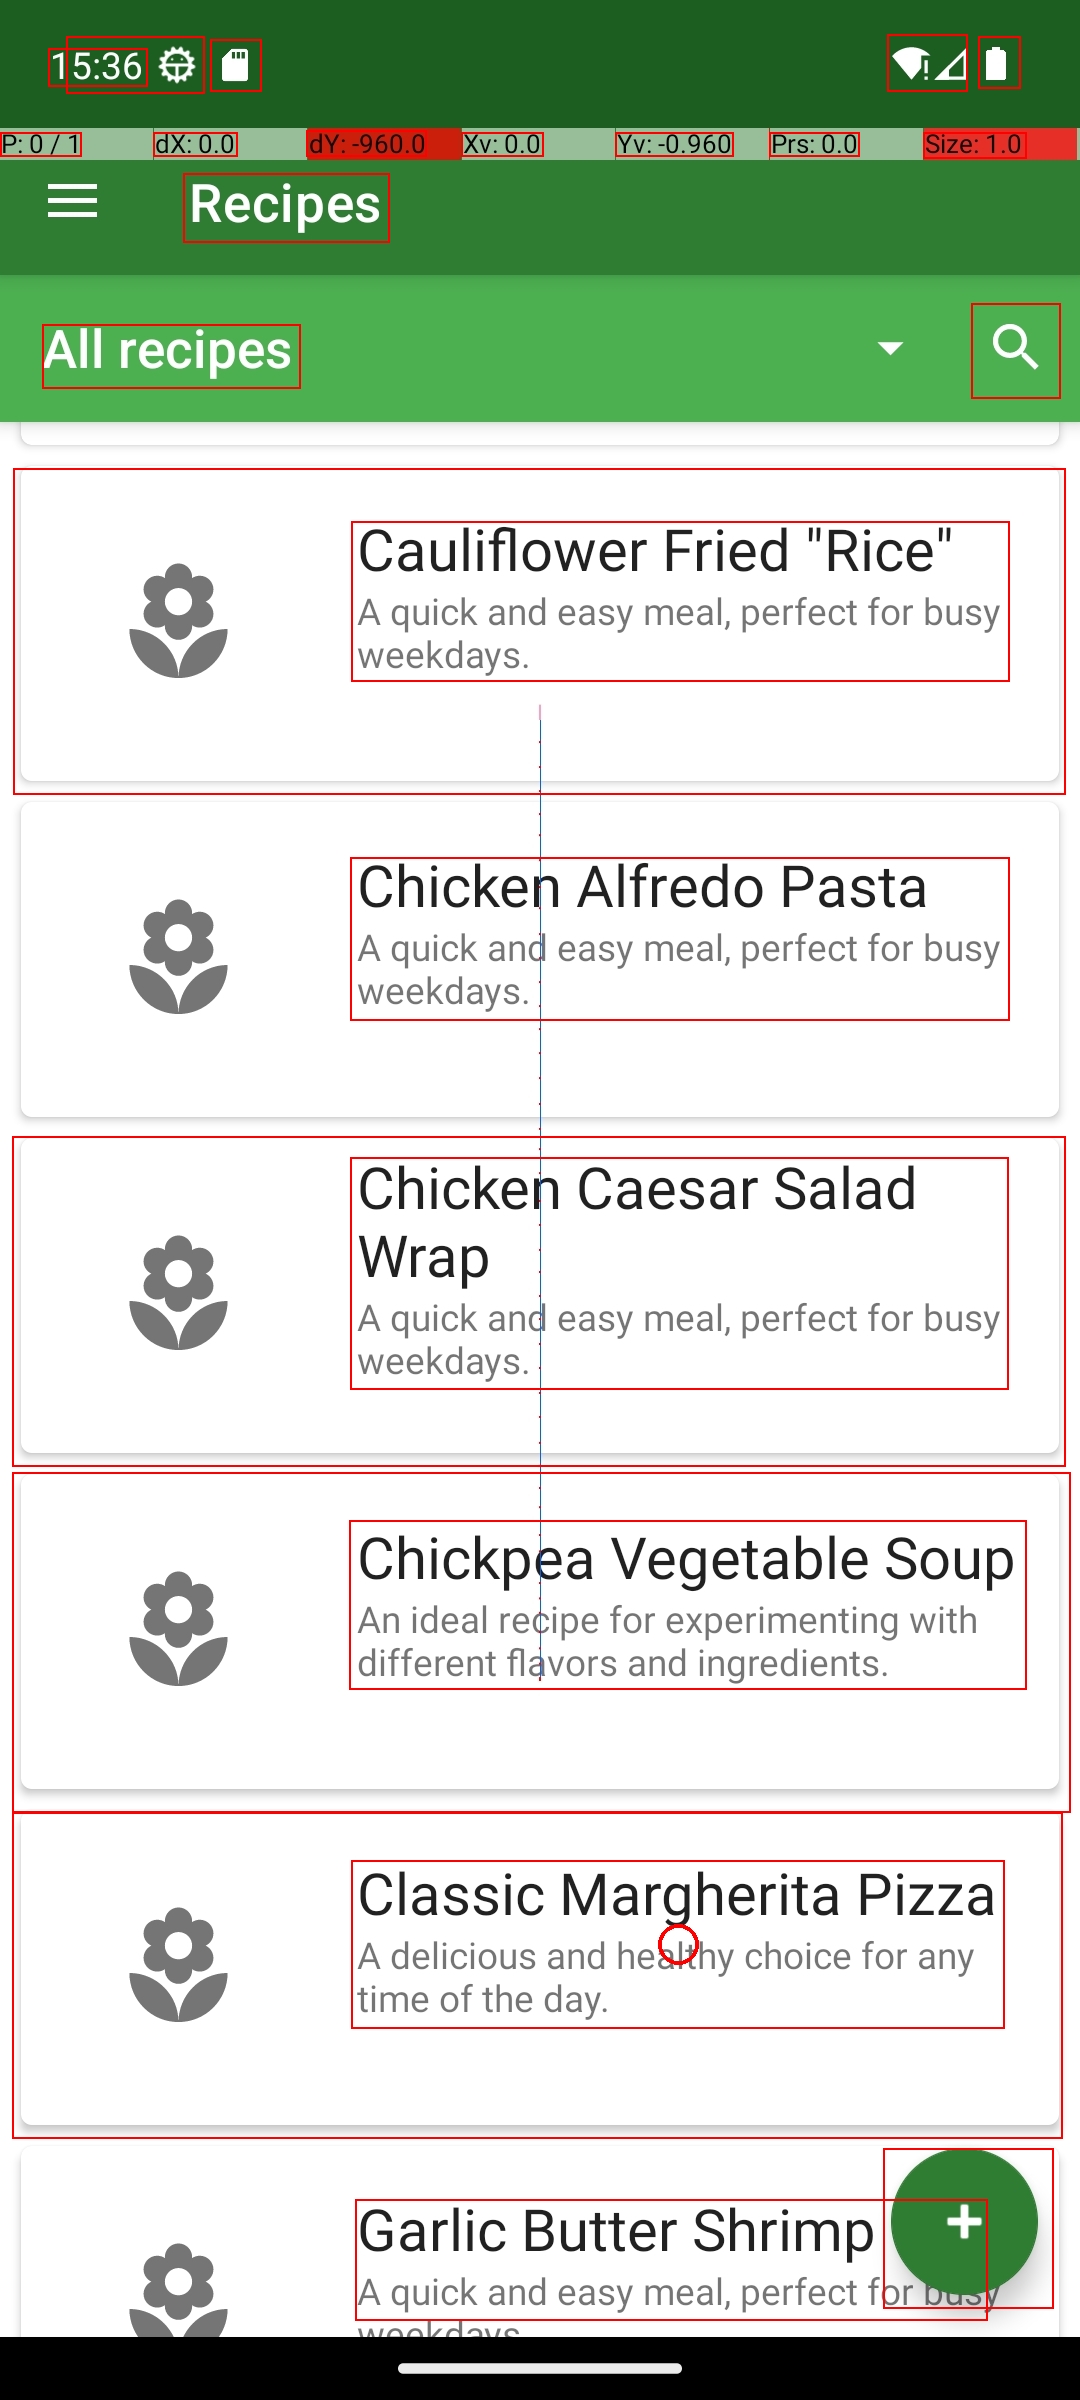 15:36
P: 0 / 1 dX: 0.0 dY: -960.0 Xv: 0.0 Yv: -0.960 Prs: 0.0 Size: 1.0
Recipes
All recipes
Cauliflower Fried "Rice"
A quick and easy meal, perfect for busy
weekdays.
Chicken Alfredo Pasta
A quick and easy meal, perfect for busy
weekdays.
Chicken Caesar Salad
Wrap
A quick and easy meal, perfect for busy
weekdays.
Chickpea Vegetable Soup
An ideal recipe for experimenting with
different flavors and ingredients.
Classic Margherita Pizza
A delicious and healthy choice for any
time of the day.
Garlic Butter Shrimp
A quick and easy meal, perfect for busy
weekdays.